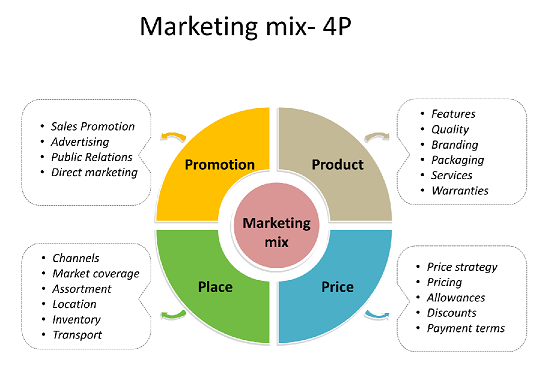 Marketing mix- 4P
• Sales Promotion
• Advertising
• Public Relations
• Direct marketing
Promotion
Product
• Features
• Quality
• Branding
• Packaging
• Services
• Warranties
Marketing
mix
• Channels
• Market coverage
• Assortment
• Location
• Inventory
• Transport
Place
Price
• Price strategy
• Pricing
• Allowances
• Discounts
• Payment terms